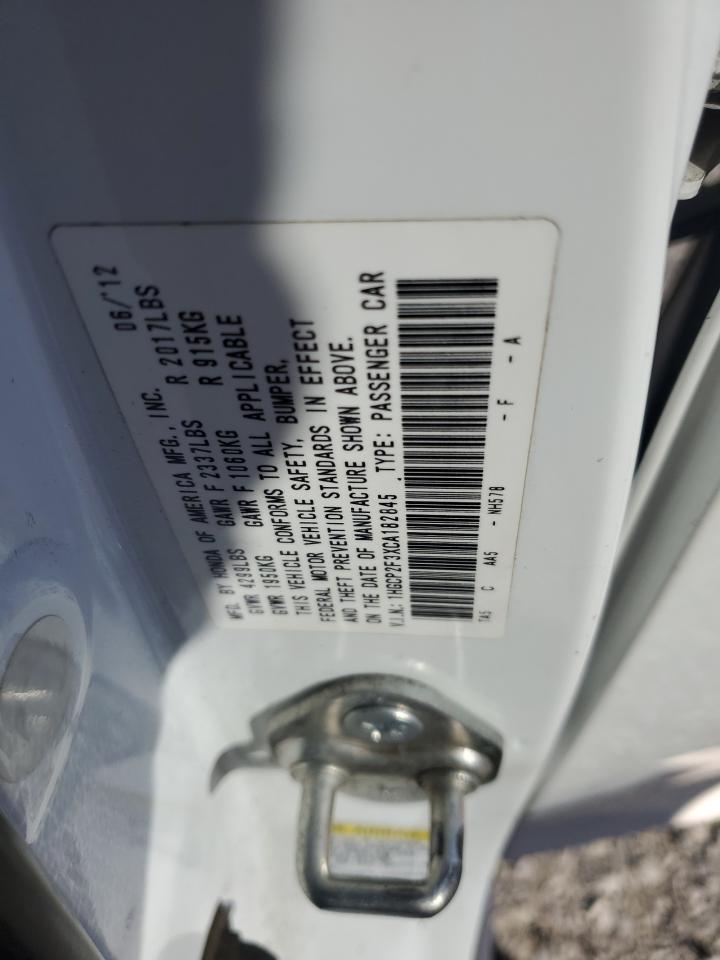 MFD. BY HONDA OF AMERICA MFG., INC. 06/'12
GVWR 4299LBS GAWR F 2337LBS R 2017LBS
GVWR 1950KG GAWR F 1060KG R 915KG
THIS VEHICLE CONFORMS TO ALL APPLICABLE
FEDERAL MOTOR VEHICLE SAFETY, BUMPER,
AND THEFT PREVENTION STANDARDS IN EFFECT
ON THE DATE OF MANUFACTURE SHOWN ABOVE.
V.I.N.: 1HGCP2F3XCA182845 TYPE: PASSENGER CAR
TA5 C AA5 - NH578 - F - A